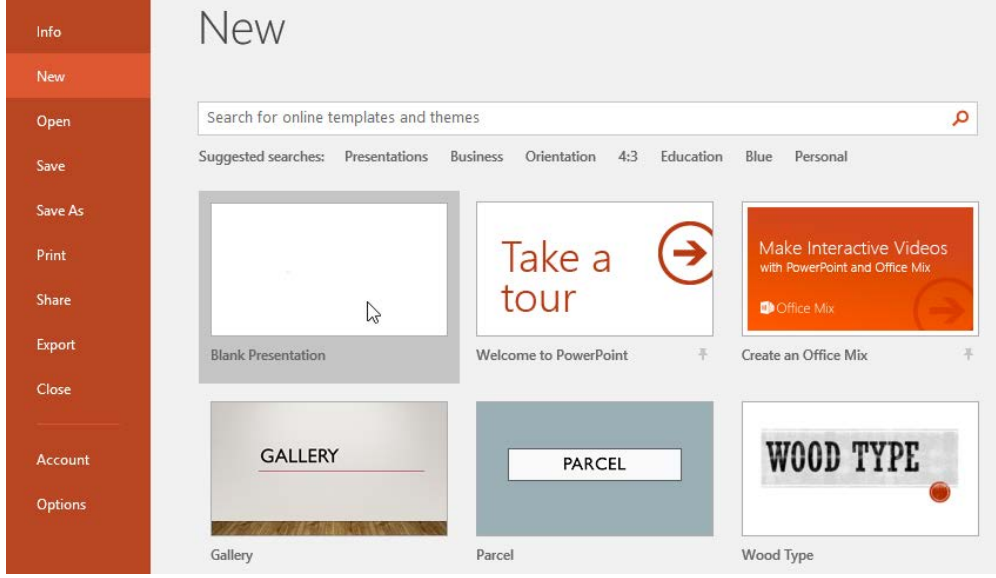 Info
New
Open
Save
Save As
Print
Share
Export
Close
Account
Options
New
Search for online templates and themes
Suggested searches: Presentations Business Orientation 4:3 Education Blue Personal
Blank Presentation
Take a
tour
Welcome to PowerPoint
Make Interactive Videos
with PowerPoint and Office Mix
Office Mix
Create an Office Mix
GALLERY
Gallery
PARCEL
Parcel
WOOD TYPE
Wood Type